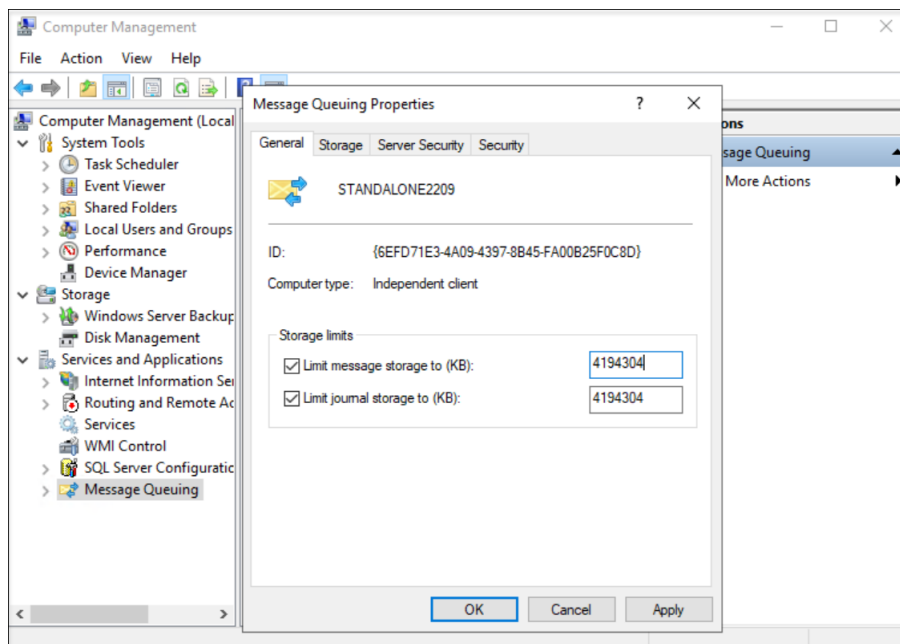 Computer Management
File Action View Help
Computer Management (Local
System Tools
Task Scheduler
Event Viewer
Shared Folders
Local Users and Groups
Performance
Device Manager
Storage
Windows Server Backup
Disk Management
Services and Applications
Internet Information Ser
Routing and Remote Ac
Services
WMI Control
SQL Server Configuratic
Message Queuing
Message Queuing Properties
?
General Storage Server Security Security
STANDALONE2209
ID: {6EFD71E3-4A09-4397-8B45-FA00B25F0C8D}
Computer type: Independent client
Storage limits
Limit message storage to (KB): 4194304
Limit journal storage to (KB): 4194304
OK Cancel Apply
ons
sage Queuing
More Actions